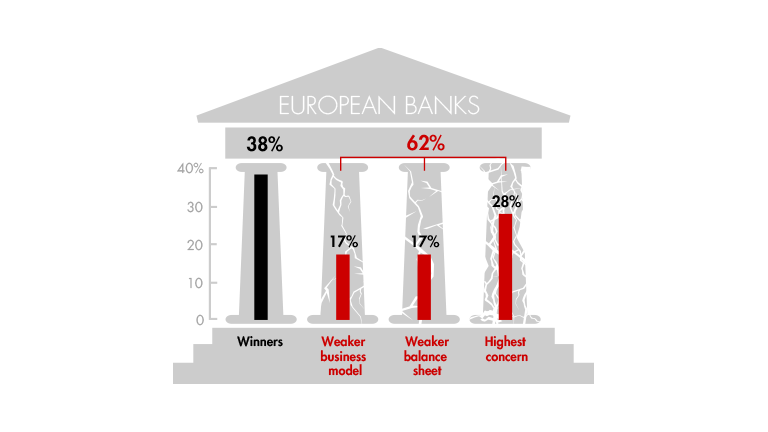 EUROPEAN BANKS
38%
62%
40%
30
20
10
0
17%
17%
28%
Winners
Weaker
business
model
Weaker
balance
sheet
Highest
concern